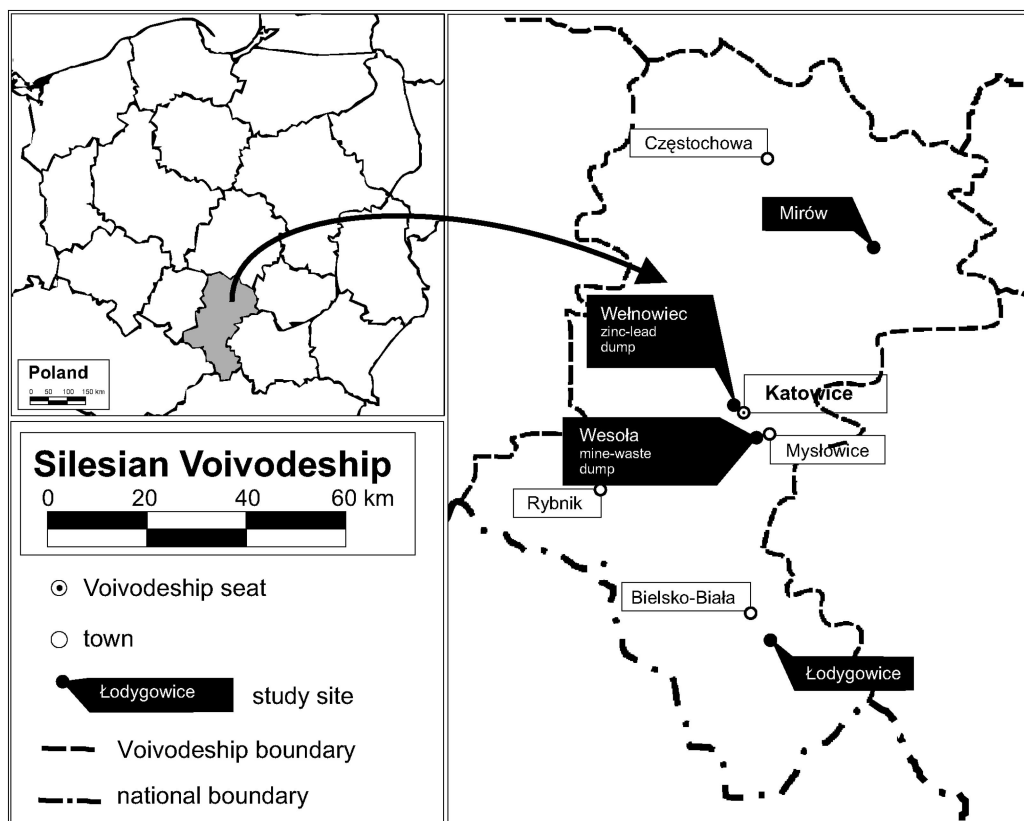 Poland
0 50 100 150 km
Silesian Voivodeship
0 20 40 60 km
Voivodeship seat
town
Łodygowice
study site
Voivodeship boundary
national boundary
Częstochowa
Mirów
Wełnowiec
zinc-lead
dump
Katowice
Wesoła
mine-waste
dump
Mysłowice
Rybnik
Bielsko-Biała
Łodygowice